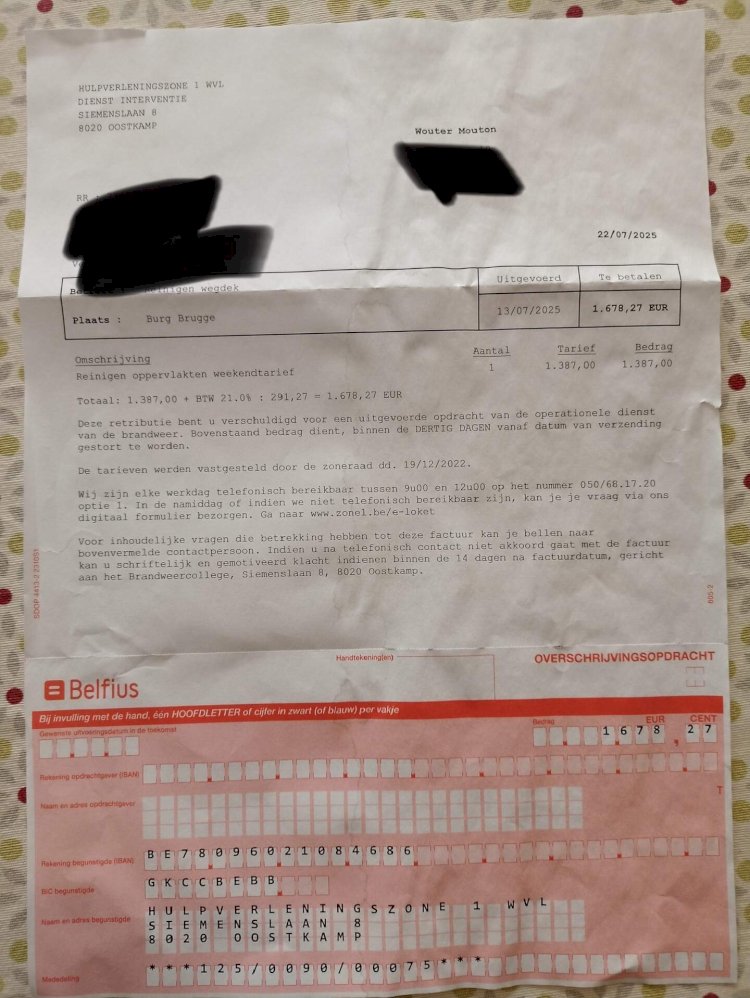 HULPVERLENINGSZONE 1 WVL
DIENST INTERVENTIE
SIEMENSLAAN 8
8020 OOSTKAMP
Wouter Mouton
RR
22/07/2025
Uitgevoerd Te betalen
wegdek
Plaats : Burg Brugge
13/07/2025 1.678,27 EUR
Omschrijving Aantal Tarief Bedrag
Reinigen oppervlakten weekendtarief 1 1.387,00 1.387,00
Totaal: 1.387,00 + BTW 21.0% : 291,27 = 1.678,27 EUR
Deze retributie bent u verschuldigd voor een uitgevoerde opdracht van de operationele dienst
van de brandweer. Bovenstaand bedrag dient, binnen de DERTIG DAGEN vanaf datum van verzending
gestort te worden.
De tarieven werden vastgesteld door de zoneraad dd. 19/12/2022.
Wij zijn elke werkdag telefonisch bereikbaar tussen 9u00 en 12u00 op het nummer 050/68.17.20
optie 1. In de namiddag of indien we niet telefonisch bereikbaar zijn, kan je je vraag via ons
digitaal formulier bezorgen. Ga naar www.zone1.be/e-loket
Voor inhoudelijke vragen die betrekking hebben tot deze factuur kan je bellen naar
bovenvermelde contactpersoon. Indien u na telefonisch contact niet akkoord gaat met de factuur
kan u schriftelijk en gemotiveerd klacht indienen binnen de 14 dagen na factuurdatum, gericht
aan het Brandweercollege, Siemenslaan 8, 8020 Oostkamp.
805-2
Handtekening(en)
OVERSCHRIJVINGSOPDRACHT
Belfius
Bij invulling met de hand, één HOOFDLETTER of cijfer in zwart (of blauw) per vakje
Gewenste uitvoeringsdatum in de toekomst
Bedrag EUR CENT
1678,27
Rekening opdrachtgever (IBAN)
T
Naam en adres opdrachtgever
Rekening begunstigde (IBAN) BE78096021084686
BIC begunstigde GKCCBEBB
Naam en adres begunstigde
HULPVERLENINGSZONE 1 WVL
SIEMENSLAAN 8
8020 OOSTKAMP
Mededeling ***125/0090/00075***